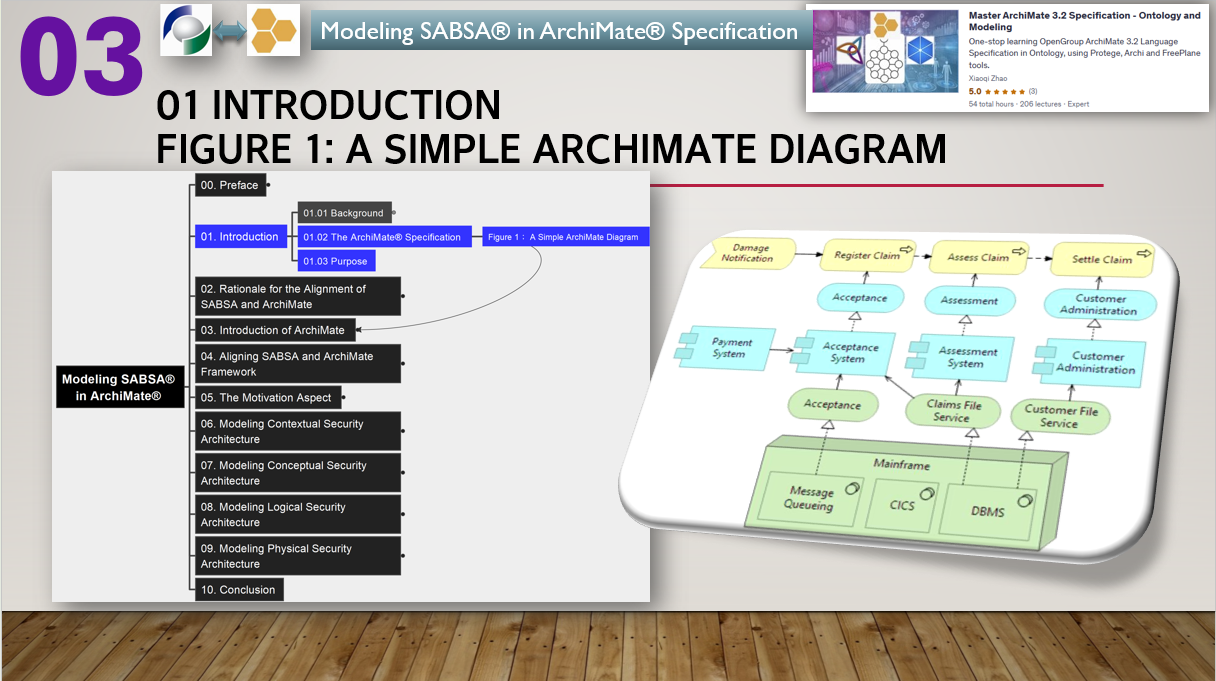 03
Modeling SABSA® in ArchiMate® Specification
Master ArchiMate 3.2 Specification - Ontology and
Modeling
One-stop learning OpenGroup ArchiMate 3.2 Language
Specification in Ontology, using Protege, Archi and FreePlane
tools.
Xiaoqi Zhao
5.0 ★★★★★ (3)
54 total hours · 206 lectures · Expert
01 INTRODUCTION
FIGURE 1: A SIMPLE ARCHIMATE DIAGRAM
Modeling SABSA®
in ArchiMate®
00. Preface
01. Introduction
01.01 Background
01.02 The ArchiMate® Specification
Figure 1: A Simple ArchiMate Diagram
01.03 Purpose
02. Rationale for the Alignment of
SABSA and ArchiMate
03. Introduction of ArchiMate
04. Aligning SABSA and ArchiMate
Framework
05. The Motivation Aspect
06. Modeling Contextual Security
Architecture
07. Modeling Conceptual Security
Architecture
08. Modeling Logical Security
Architecture
09. Modeling Physical Security
Architecture
10. Conclusion
Damage
Notification
Register Claim
Assess Claim
Settle Claim
Acceptance
Assessment
Customer
Administration
Payment
System
Acceptance
System
Assessment
System
Customer
Administration
Acceptance
Claims File
Service
Customer File
Service
Mainframe
Message
Queueing
CICS
DBMS